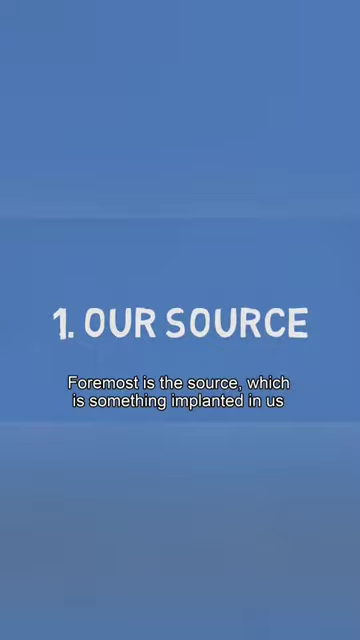 1. OUR SOURCE
Foremost is the source, which
is something implanted in us